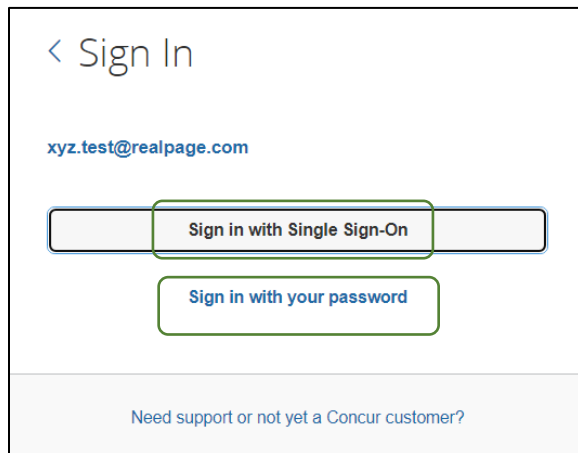 Sign In
xyz.test@realpage.com
Sign in with Single Sign-On
Sign in with your password
Need support or not yet a Concur customer?